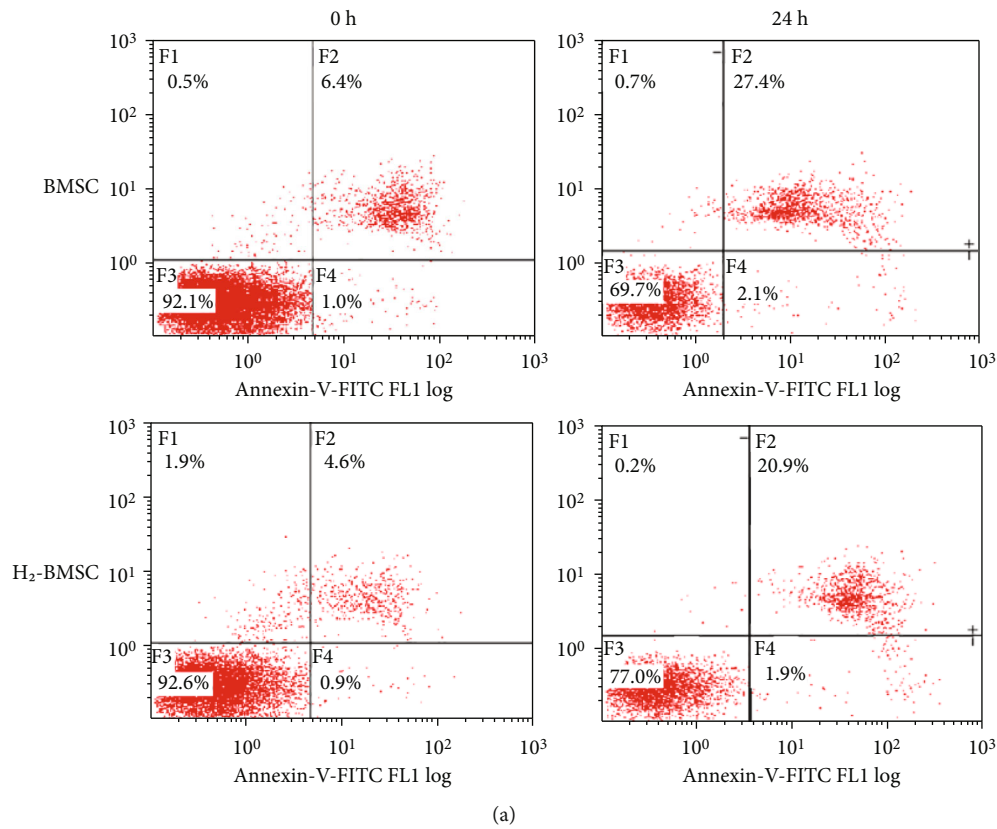 0 h
24 h
BMSC
10³
10²
10¹
10⁰
F1
0.5%
F2
6.4%
F3
92.1%
F4
1.0%
10⁰ 10¹ 10² 10³
Annexin-V-FITC FL1 log
10³
10²
10¹
10⁰
F1
0.7%
F2
27.4%
F3
69.7%
F4
2.1%
10⁰ 10¹ 10² 10³
Annexin-V-FITC FL1 log
H₂-BMSC
10³
10²
10¹
10⁰
F1
1.9%
F2
4.6%
F3
92.6%
F4
0.9%
10⁰ 10¹ 10² 10³
Annexin-V-FITC FL1 log
10³
10²
10¹
10⁰
F1
0.2%
F2
20.9%
F3
77.0%
F4
1.9%
10⁰ 10¹ 10² 10³
Annexin-V-FITC FL1 log
(a)